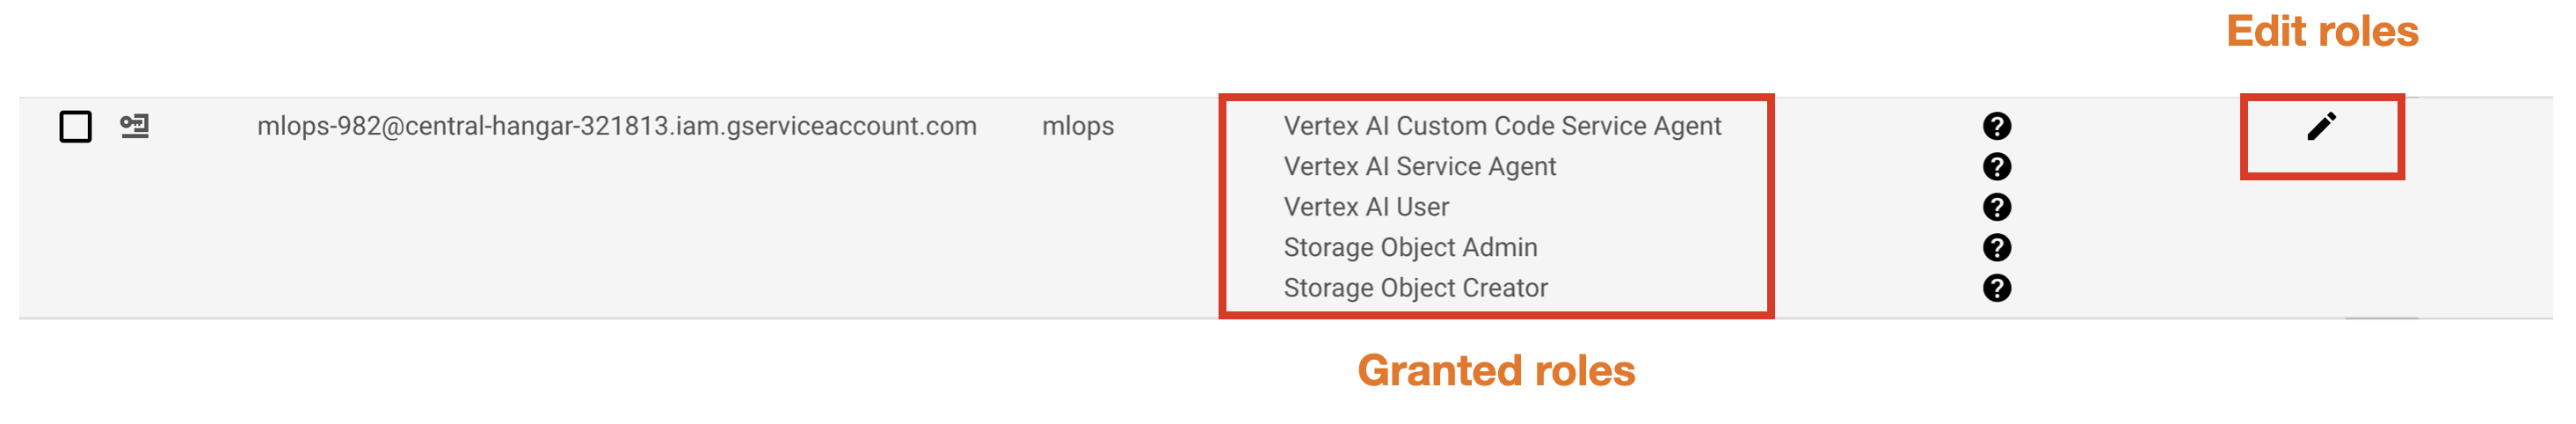 Edit roles
mlops-982@central-hangar-321813.iam.gserviceaccount.com mlops Vertex AI Custom Code Service Agent
Vertex AI Service Agent
Vertex AI User
Storage Object Admin
Storage Object Creator
Granted roles